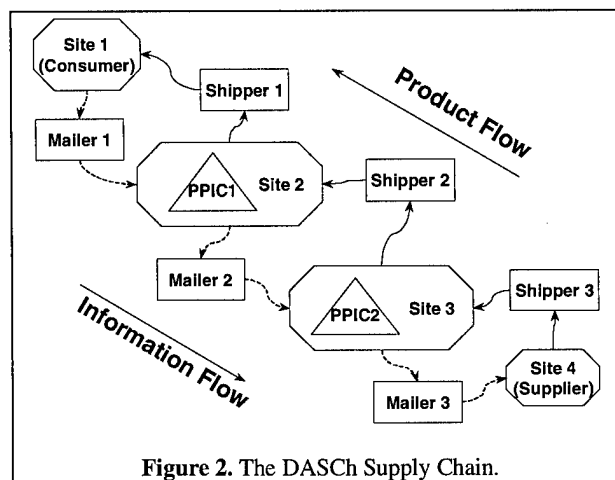 Site 1
(Consumer)
Shipper 1
Product Flow
Mailer 1
PPIC1
Site 2
Shipper 2
Mailer 2
Information Flow
PPIC2
Site 3
Shipper 3
Mailer 3
Site 4
(Supplier)
Figure 2. The DASCh Supply Chain.